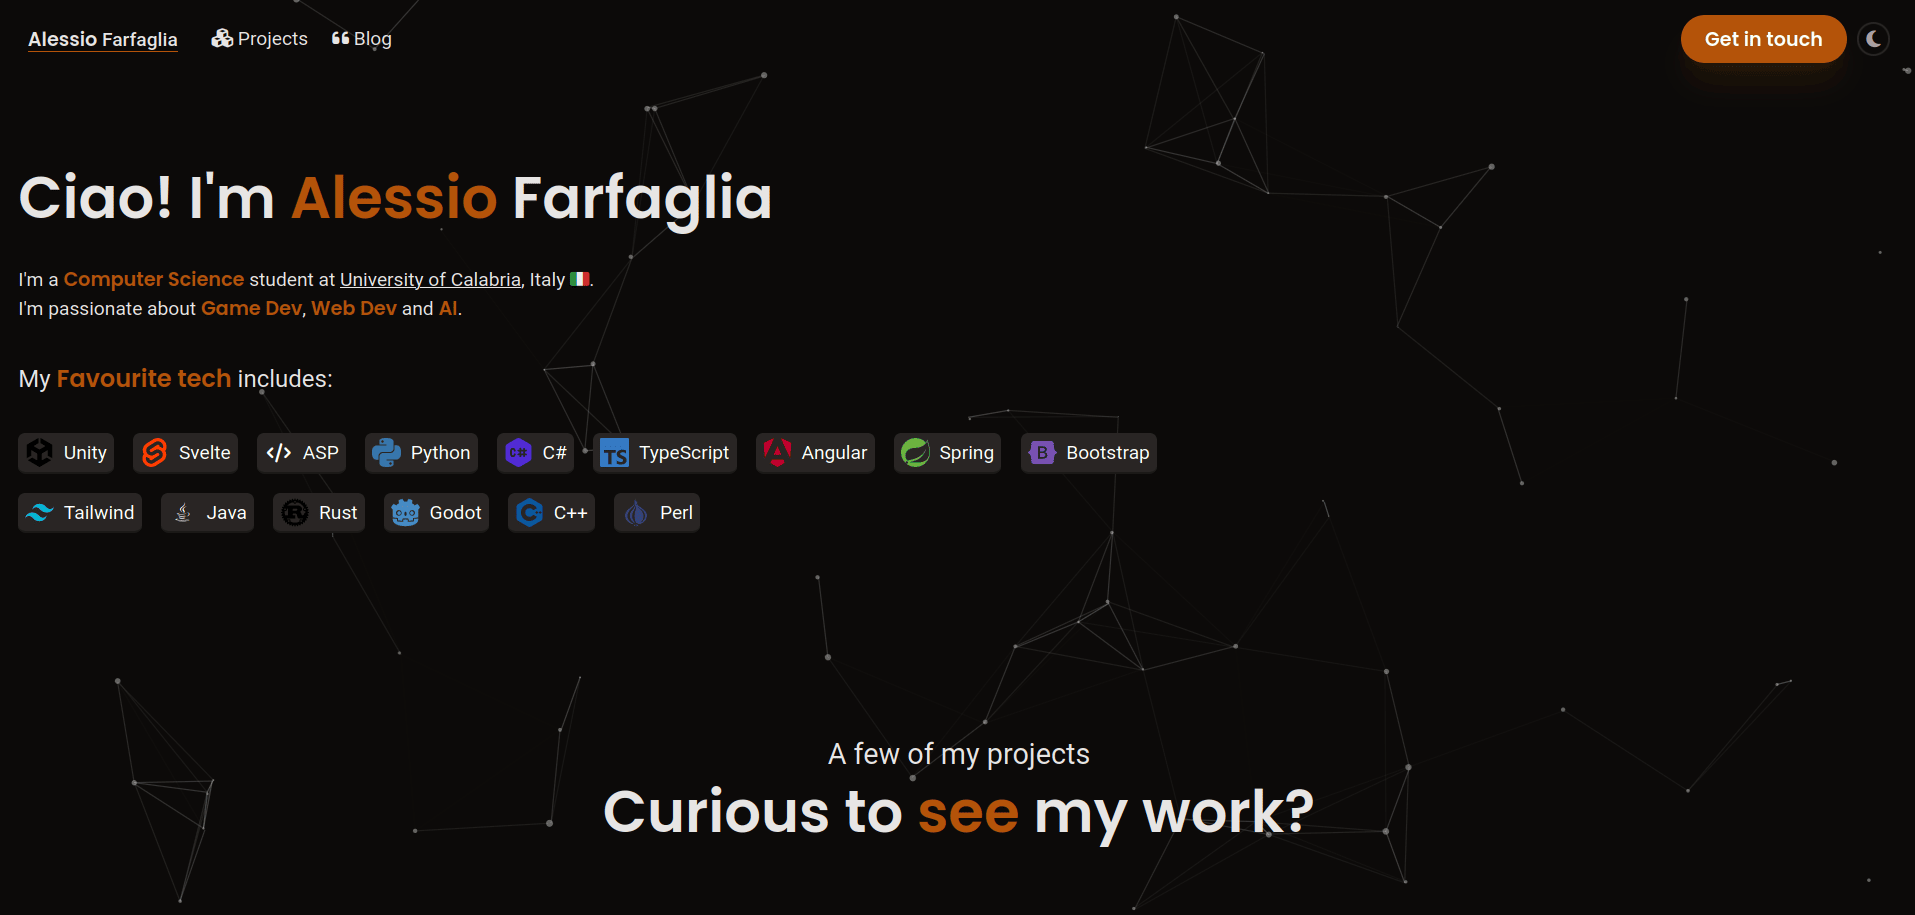 Alessio Farfaglia Projects Blog Get in touch
Ciao! I'm Alessio Farfaglia
I'm a Computer Science student at University of Calabria, Italy 🇮🇹.
I'm passionate about Game Dev, Web Dev and AI.
My Favourite tech includes:
Unity Svelte </> ASP Python C# C# TS TypeScript Angular Spring B Bootstrap
Tailwind Java R Rust Godot C C++ Perl
A few of my projects
Curious to see my work?